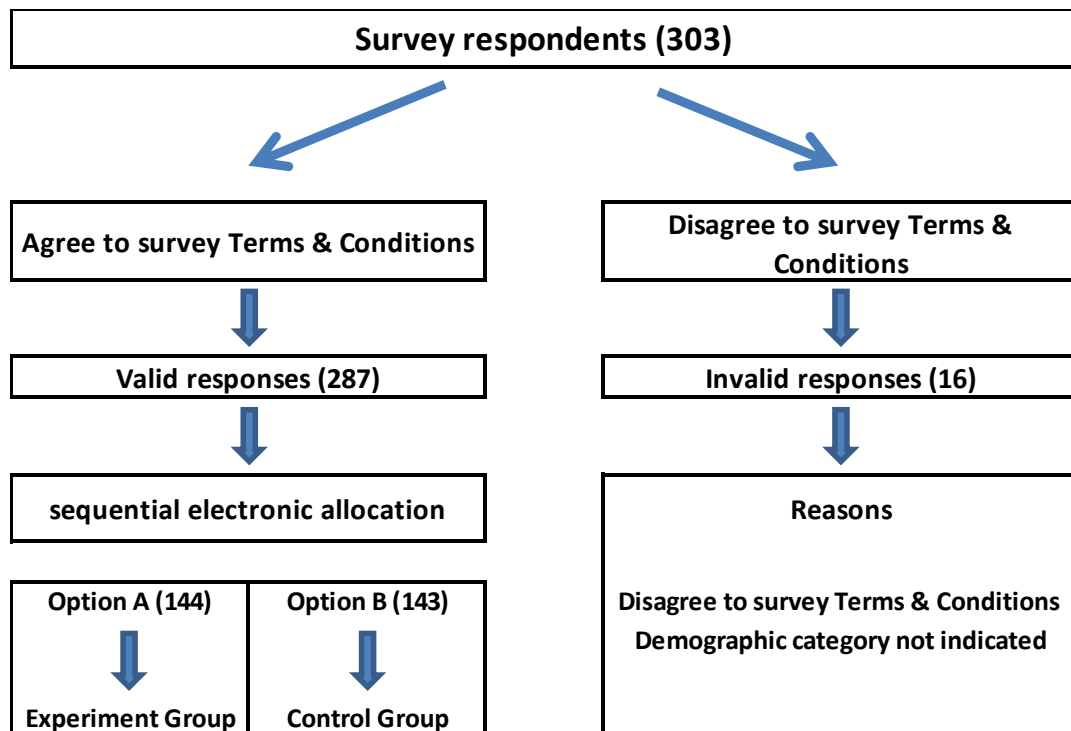 Survey respondents (303)
Agree to survey Terms & Conditions
Disagree to survey Terms &
Conditions
Valid responses (287)
Invalid responses (16)
sequential electronic allocation
Reasons
Disagree to survey Terms & Conditions
Demographic category not indicated
Option A (144)
Option B (143)
Experiment Group
Control Group